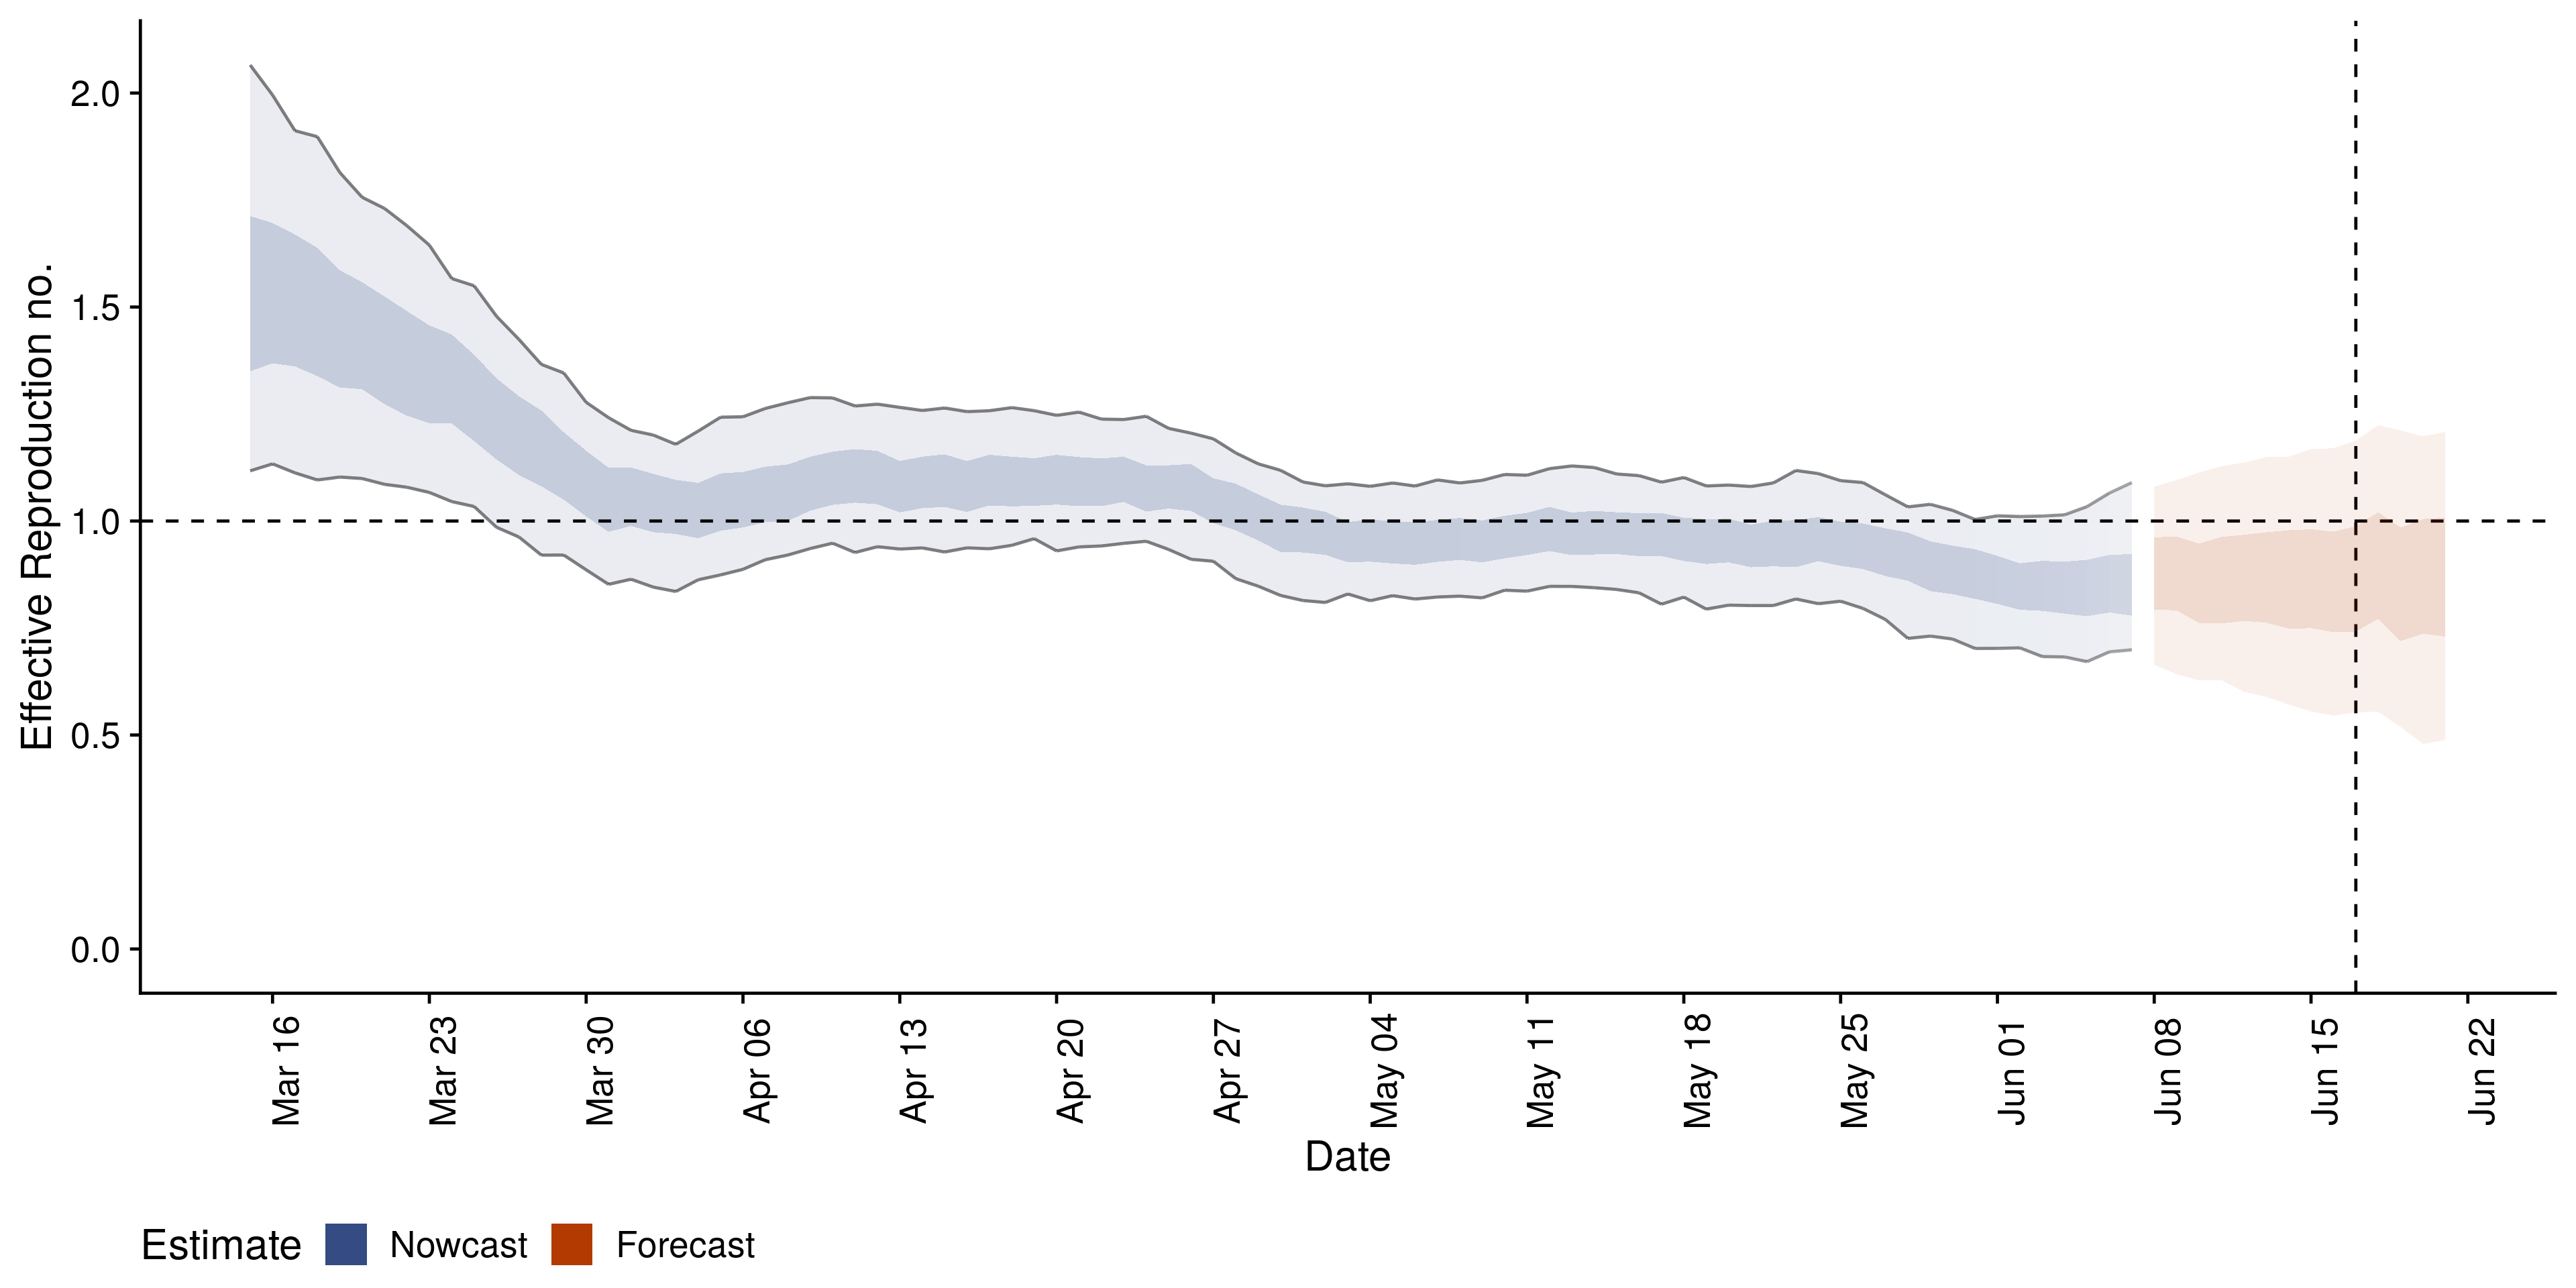 Effective Reproduction no.
2.0
1.5
1.0
0.5
0.0
Mar 16
Mar 23
Mar 30
Apr 06
Apr 13
Apr 20
Apr 27
May 04
May 11
May 18
May 25
Jun 01
Jun 08
Jun 15
Jun 22
Date
Estimate Nowcast Forecast